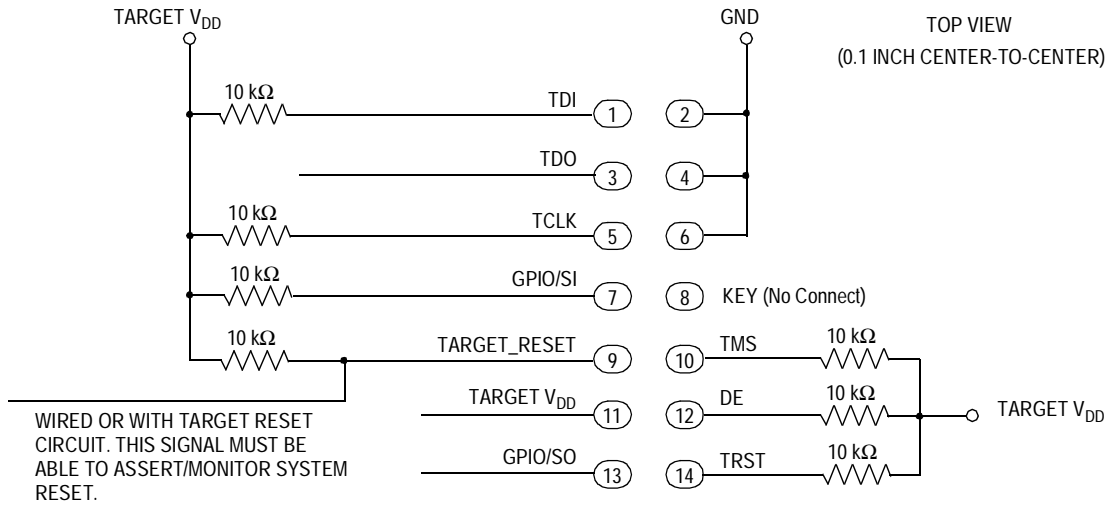 TARGET V_DD
GND
TOP VIEW
(0.1 INCH CENTER-TO-CENTER)
10 kΩ
TDI
1
2
TDO
3
4
10 kΩ
TCLK
5
6
10 kΩ
GPIO/SI
7
8
KEY (No Connect)
10 kΩ
TARGET_RESET
9
10
TMS
10 kΩ
TARGET V_DD
11
12
DE
10 kΩ
TARGET V_DD
GPIO/SO
13
14
TRST
10 kΩ
WIRED OR WITH TARGET RESET
CIRCUIT. THIS SIGNAL MUST BE
ABLE TO ASSERT/MONITOR SYSTEM
RESET.